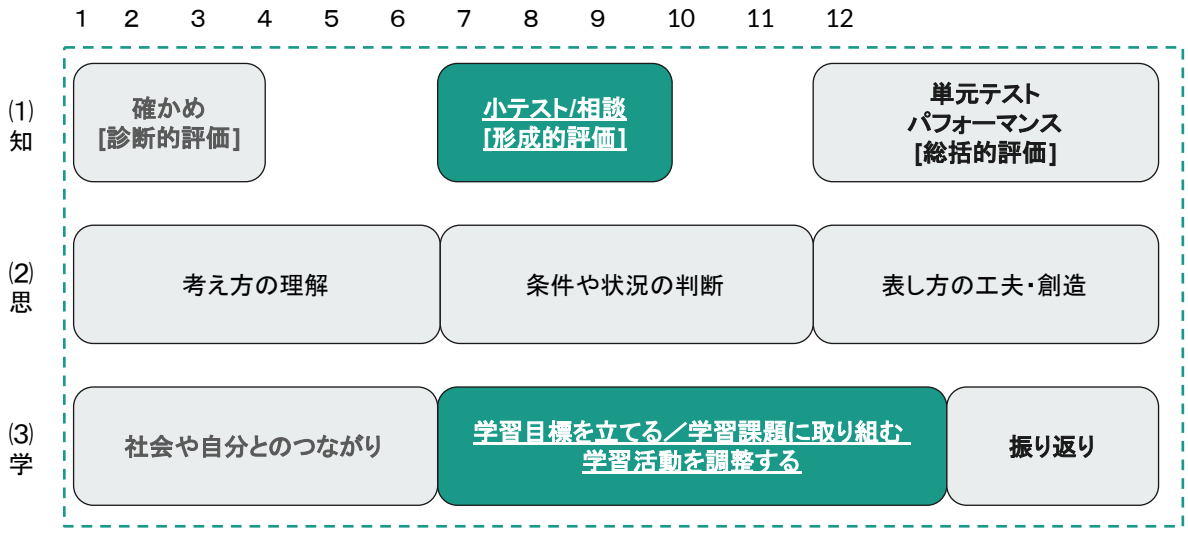 1 2 3 4 5 6 7 8 9 10 11 12
(1)
知
確かめ
[診断的評価]
小テスト/相談
[形成的評価]
単元テスト
パフォーマンス
[総括的評価]
(2)
思
考え方の理解
条件や状況の判断
表し方の工夫・創造
(3)
学
社会や自分とのつながり
学習目標を立てる／学習課題に取り組む
学習活動を調整する
振り返り